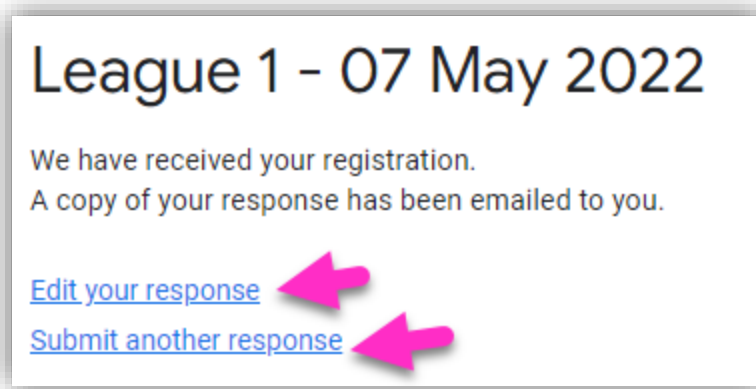 League 1 - 07 May 2022
We have received your registration.
A copy of your response has been emailed to you.
Edit your response
Submit another response